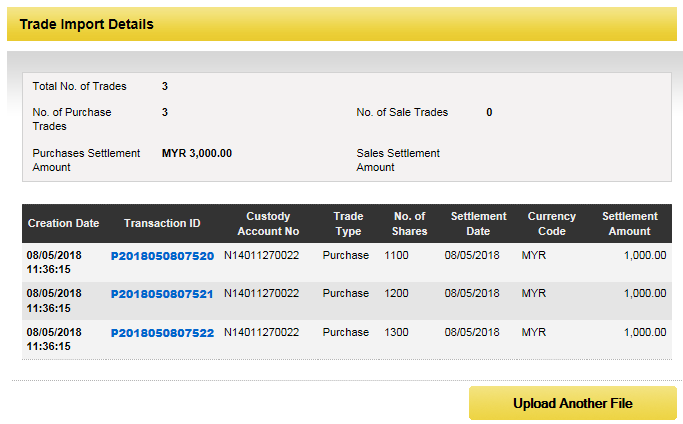 Trade Import Details
Total No. of Trades 3
No. of Purchase Trades 3 No. of Sale Trades 0
Purchases Settlement Amount MYR 3,000.00 Sales Settlement Amount
Creation Date Transaction ID Custody Account No Trade Type No. of Shares Settlement Date Currency Code Settlement Amount
08/05/2018 11:36:15 P2018050807520 N14011270022 Purchase 1100 08/05/2018 MYR 1,000.00
08/05/2018 11:36:15 P2018050807521 N14011270022 Purchase 1200 08/05/2018 MYR 1,000.00
08/05/2018 11:36:15 P2018050807522 N14011270022 Purchase 1300 08/05/2018 MYR 1,000.00
Upload Another File